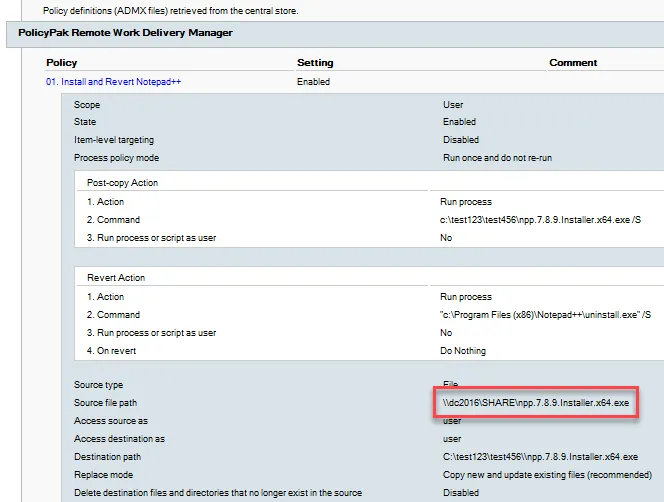 Policy definitions (ADMX files) retrieved from the central store.
PolicyPak Remote Work Delivery Manager
Policy Setting Comment
01. Install and Revert Notepad++ Enabled
Scope User
State Enabled
Item-level targeting Disabled
Process policy mode Run once and do not re-run
Post-copy Action
1. Action Run process
2. Command c:\test123\test456\npp.7.8.9.Installer.x64.exe /S
3. Run process or script as user No
Revert Action
1. Action Run process
2. Command "c:\Program Files (x86)\Notepad++\uninstall.exe" /S
3. Run process or script as user No
4. On revert Do Nothing
Source type File
Source file path \\dc2016\SHARE\npp.7.8.9.Installer.x64.exe
Access source as user
Access destination as user
Destination path C:\test123\test456\\npp.7.8.9.Installer.x64.exe
Replace mode Copy new and update existing files (recommended)
Delete destination files and directories that no longer exist in the source Disabled